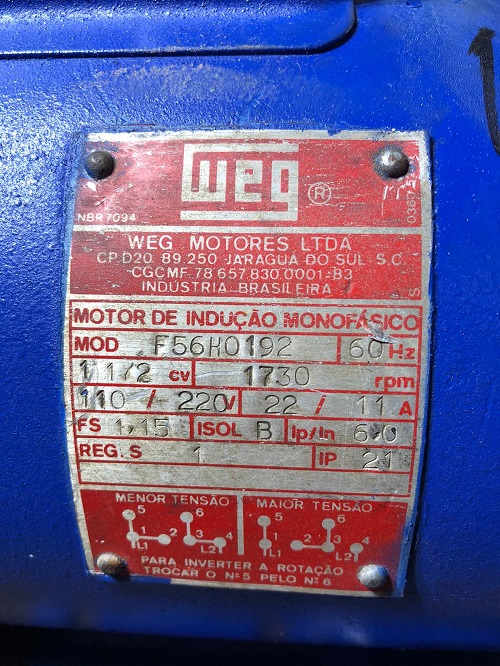 weg ®
NBR 7094
WEG MOTORES LTDA
CP.D20 89.250 JARAGUÁ DO SUL S.C.
CGCMF 78.657.830.0001-83
INDÚSTRIA BRASILEIRA
MOTOR DE INDUÇÃO MONOFÁSICO
MOD F56H0192 60 Hz
1 1/2 cv 1730 rpm
110 / 220 V 22 / 11 A
FS 1,15 ISOL B Ip/In 6,0
REG. S 1 IP 21
MENOR TENSÃO MAIOR TENSÃO
5 6 5 6
1 2 3 4 1 2 3 4
L1 L2 L1 L2
PARA INVERTER A ROTAÇÃO
TROCAR O Nº 5 PELO Nº 6